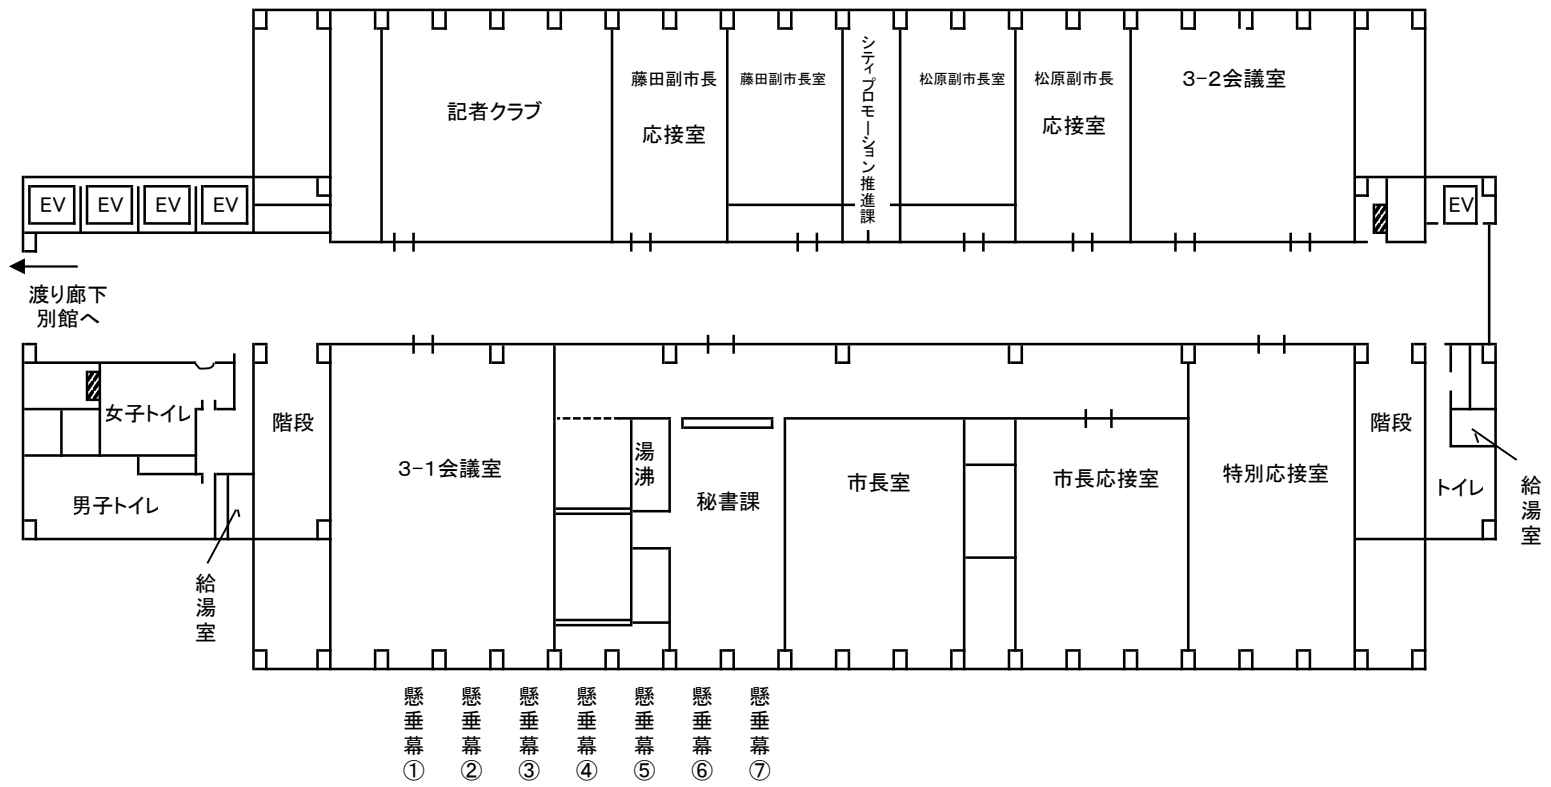 記者クラブ
藤田副市長
応接室
藤田副市長室
シティプロモーション推進課
松原副市長室
松原副市長
応接室
3-2会議室
EV
EV
EV
EV
EV
渡り廊下
別館へ
女子トイレ
男子トイレ
給湯室
階段
3-1会議室
湯沸
秘書課
市長室
市長応接室
特別応接室
階段
トイレ
給湯室
懸垂幕①
懸垂幕②
懸垂幕③
懸垂幕④
懸垂幕⑤
懸垂幕⑥
懸垂幕⑦